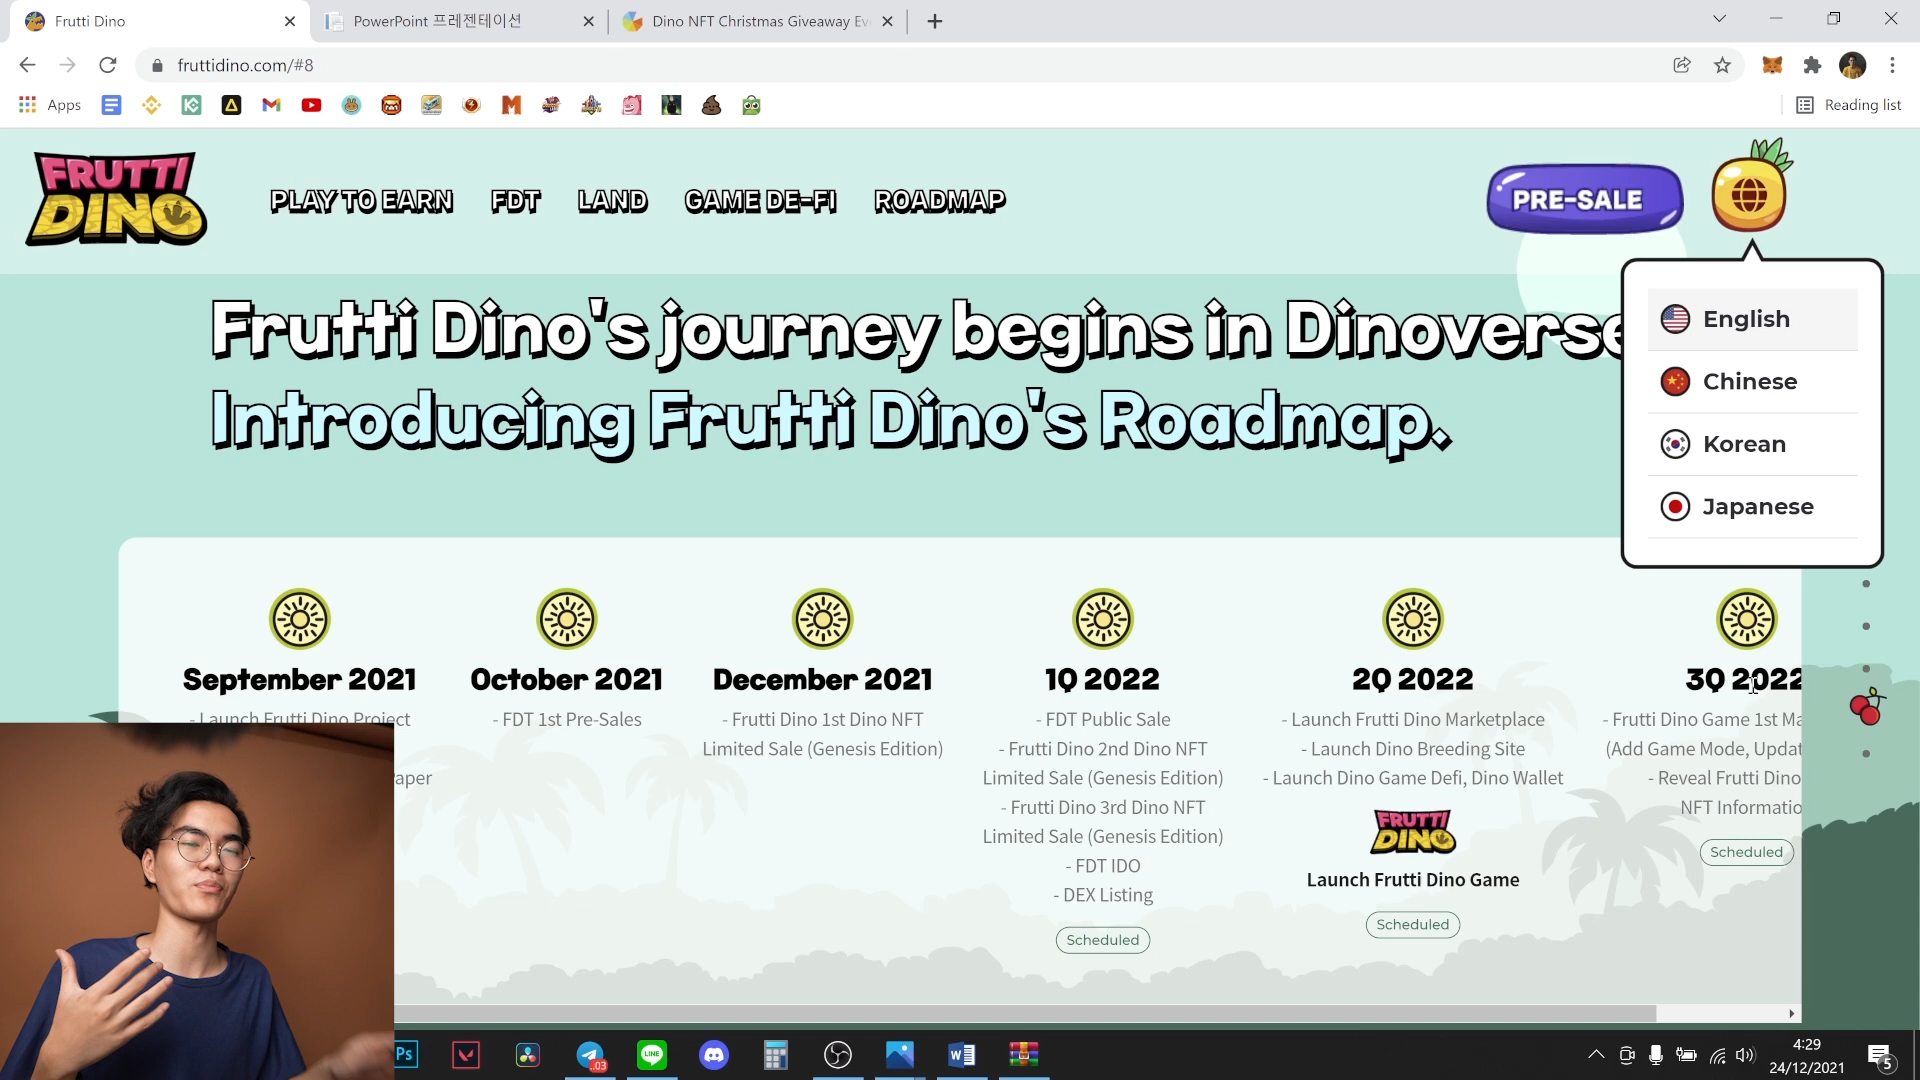 Frutti Dino
PowerPoint 프레젠테이션
Dino NFT Christmas Giveaway Eve
fruttidino.com/#8
Apps
Reading list
FRUTTI
DINO
PLAY TO EARN
FDT
LAND
GAME DE-FI
ROADMAP
PRE-SALE
English
Chinese
Korean
Japanese
Frutti Dino's journey begins in Dinoverse
Introducing Frutti Dino's Roadmap.
September 2021
- Launch Frutti Dino Project
aper
October 2021
- FDT 1st Pre-Sales
December 2021
- Frutti Dino 1st Dino NFT
Limited Sale (Genesis Edition)
1Q 2022
- FDT Public Sale
- Frutti Dino 2nd Dino NFT
Limited Sale (Genesis Edition)
- Frutti Dino 3rd Dino NFT
Limited Sale (Genesis Edition)
- FDT IDO
- DEX Listing
Scheduled
2Q 2022
- Launch Frutti Dino Marketplace
- Launch Dino Breeding Site
- Launch Dino Game Defi, Dino Wallet
FRUTTI
DINO
Launch Frutti Dino Game
Scheduled
3Q 2022
- Frutti Dino Game 1st Ma
(Add Game Mode, Updat
- Reveal Frutti Dino
NFT Informatio
Scheduled
Ps
..03
LINE
W
4:29
24/12/2021
5